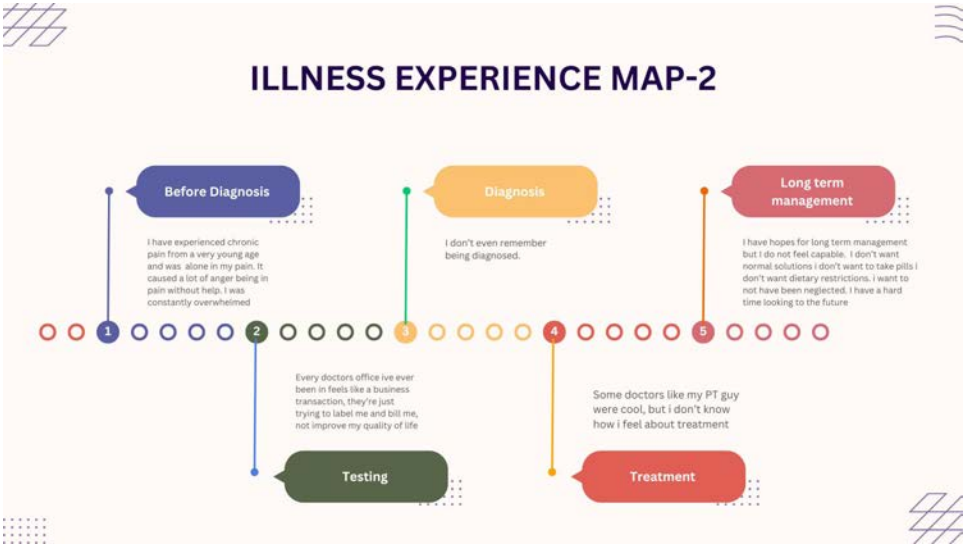 ILLNESS EXPERIENCE MAP-2
Before Diagnosis
I have experienced chronic
pain from a very young age
and was alone in my pain. It
caused a lot of anger being in
pain without help. I was
constantly overwhelmed
Diagnosis
I don't even remember
being diagnosed.
Long term
management
I have hopes for long term management
but I do not feel capable. I don't want
normal solutions i don't want to take pills i
don't want dietary restrictions. i want to
not have been neglected. I have a hard
time looking to the future
1
2
3
4
5
Every doctors office ive ever
been in feels like a business
transaction, they're just
trying to label me and bill me,
not improve my quality of life
Testing
Some doctors like my PT guy
were cool, but i don't know
how i feel about treatment
Treatment